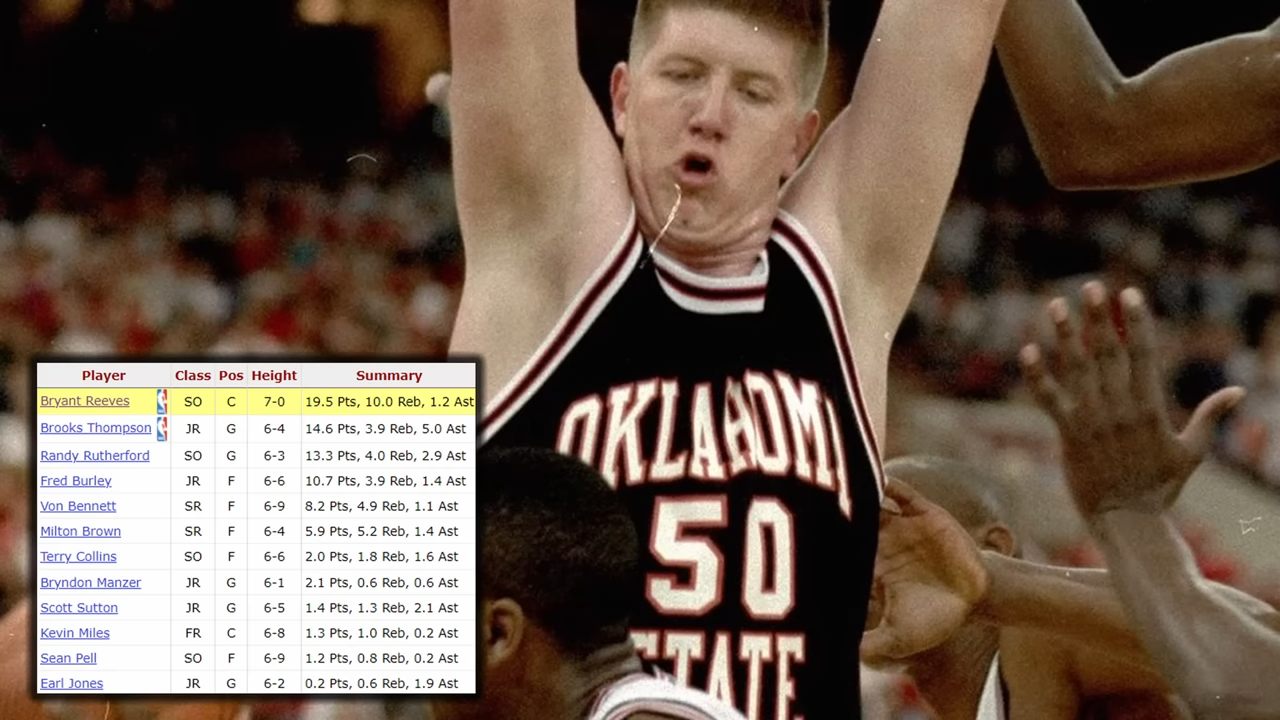 OKLAHOMA
50
STATE
Player Class Pos Height Summary
Bryant Reeves SO C 7-0 19.5 Pts, 10.0 Reb, 1.2 Ast
Brooks Thompson JR G 6-4 14.6 Pts, 3.9 Reb, 5.0 Ast
Randy Rutherford SO G 6-3 13.3 Pts, 4.0 Reb, 2.9 Ast
Fred Burley JR F 6-6 10.7 Pts, 3.9 Reb, 1.4 Ast
Von Bennett SR F 6-9 8.2 Pts, 4.9 Reb, 1.1 Ast
Milton Brown SR F 6-4 5.9 Pts, 5.2 Reb, 1.4 Ast
Terry Collins SO F 6-6 2.0 Pts, 1.8 Reb, 1.6 Ast
Bryndon Manzer JR G 6-1 2.1 Pts, 0.6 Reb, 0.6 Ast
Scott Sutton JR G 6-5 1.4 Pts, 1.3 Reb, 2.1 Ast
Kevin Miles FR C 6-8 1.3 Pts, 1.0 Reb, 0.2 Ast
Sean Pell SO F 6-9 1.2 Pts, 0.8 Reb, 0.2 Ast
Earl Jones JR G 6-2 0.2 Pts, 0.6 Reb, 1.9 Ast